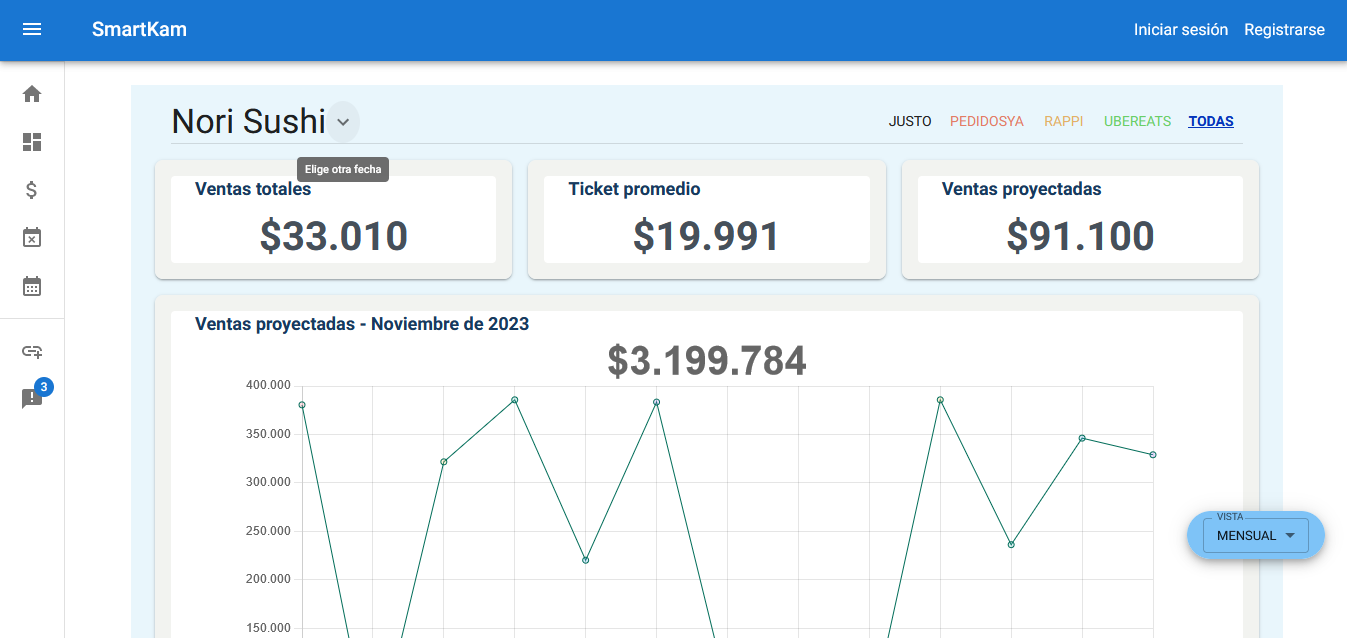 SmartKam
Iniciar sesión Registrarse
Nori Sushi
JUSTO PEDIDOSYA RAPPI UBEREATS TODAS
Elige otra fecha
Ventas totales
$33.010
Ticket promedio
$19.991
Ventas proyectadas
$91.100
3
Ventas proyectadas - Noviembre de 2023
$3.199.784
400.000
350.000
300.000
250.000
200.000
150.000
VISTA
MENSUAL